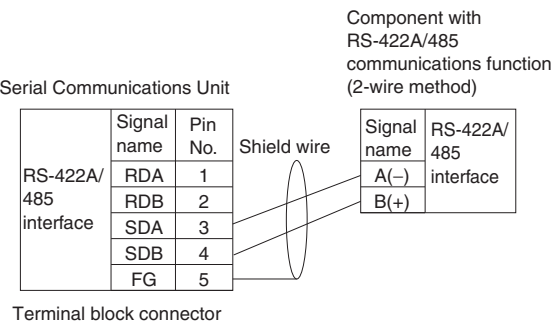 Component with
RS-422A/485
communications function
(2-wire method)
Serial Communications Unit
Signal name Pin No.
Shield wire
Signal name RS-422A/485 interface
RS-422A/485 interface
RDA 1
RDB 2
SDA 3
SDB 4
FG 5
A(−)
B(+)
Terminal block connector